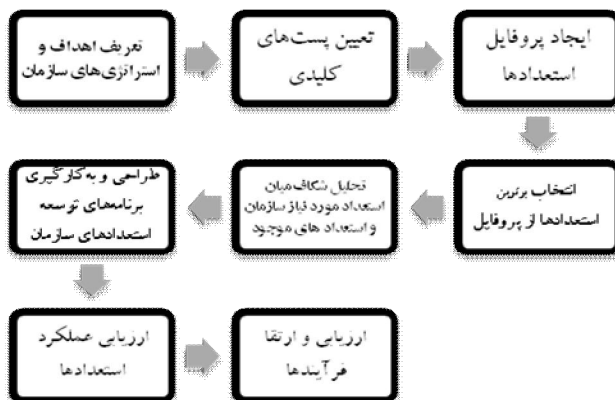 تعریف اهداف و
استراتژی‌های سازمان
تعیین پست‌های
کلیدی
ایجاد پروفایل
استعدادها
انتخاب برترین
استعدادها از پروفایل
تحلیل شکاف میان
استعداد مورد نیاز سازمان
و استعداد های موجود
طراحی و به‌کارگیری
برنامه‌های توسعه
استعدادهای سازمان
ارزیابی عملکرد
استعدادها
ارزیابی و ارتقا
فرآیندها